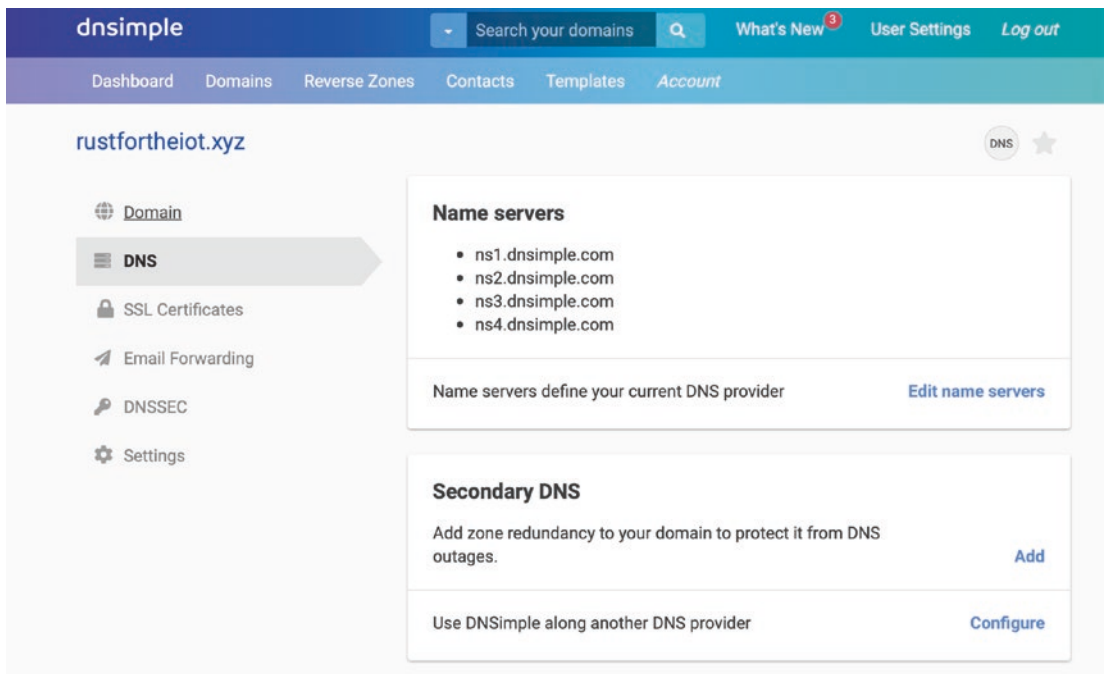 dnsimple
Search your domains
What's New 3
User Settings
Log out
Dashboard
Domains
Reverse Zones
Contacts
Templates
Account
rustfortheiot.xyz
DNS
Domain
DNS
SSL Certificates
Email Forwarding
DNSSEC
Settings
Name servers
• ns1.dnsimple.com
• ns2.dnsimple.com
• ns3.dnsimple.com
• ns4.dnsimple.com
Name servers define your current DNS provider
Edit name servers
Secondary DNS
Add zone redundancy to your domain to protect it from DNS
outages.
Add
Use DNSimple along another DNS provider
Configure